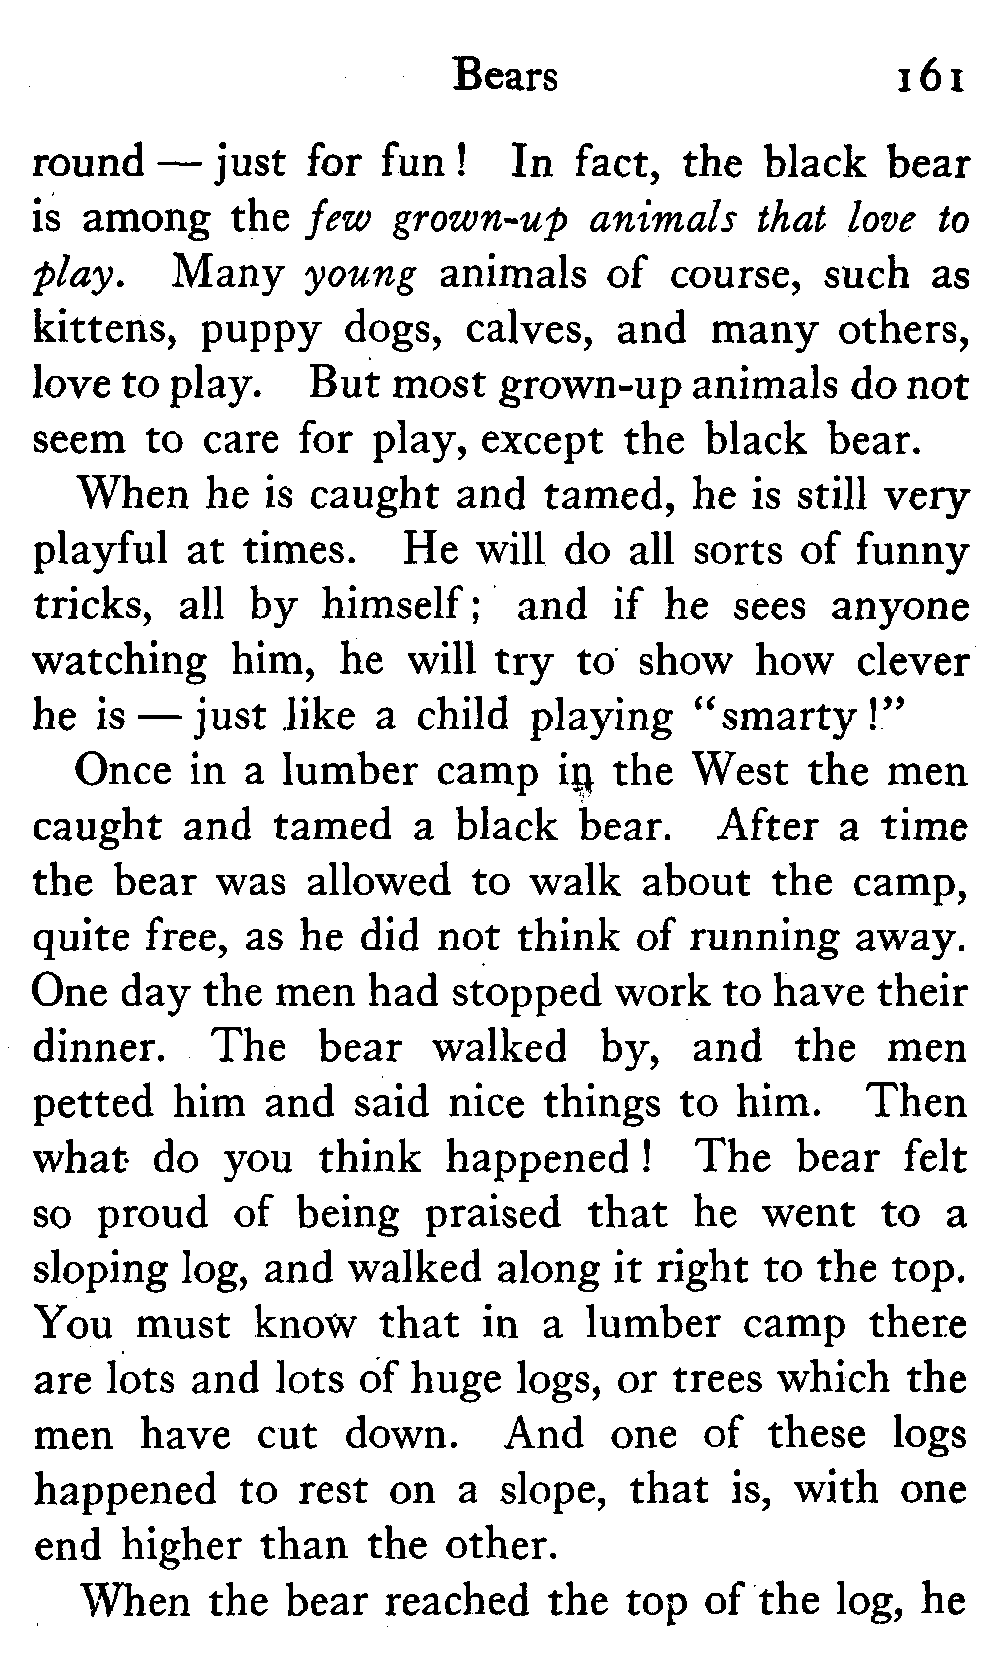 Bears 161
round — just for fun! In fact, the black bear
is among the few grown-up animals that love to
play. Many young animals of course, such as
kittens, puppy dogs, calves, and many others,
love to play. But most grown-up animals do not
seem to care for play, except the black bear.
When he is caught and tamed, he is still very
playful at times. He will do all sorts of funny
tricks, all by himself; and if he sees anyone
watching him, he will try to show how clever
he is — just like a child playing "smarty!"
Once in a lumber camp in the West the men
caught and tamed a black bear. After a time
the bear was allowed to walk about the camp,
quite free, as he did not think of running away.
One day the men had stopped work to have their
dinner. The bear walked by, and the men
petted him and said nice things to him. Then
what do you think happened! The bear felt
so proud of being praised that he went to a
sloping log, and walked along it right to the top.
You must know that in a lumber camp there
are lots and lots of huge logs, or trees which the
men have cut down. And one of these logs
happened to rest on a slope, that is, with one
end higher than the other.
When the bear reached the top of the log, he